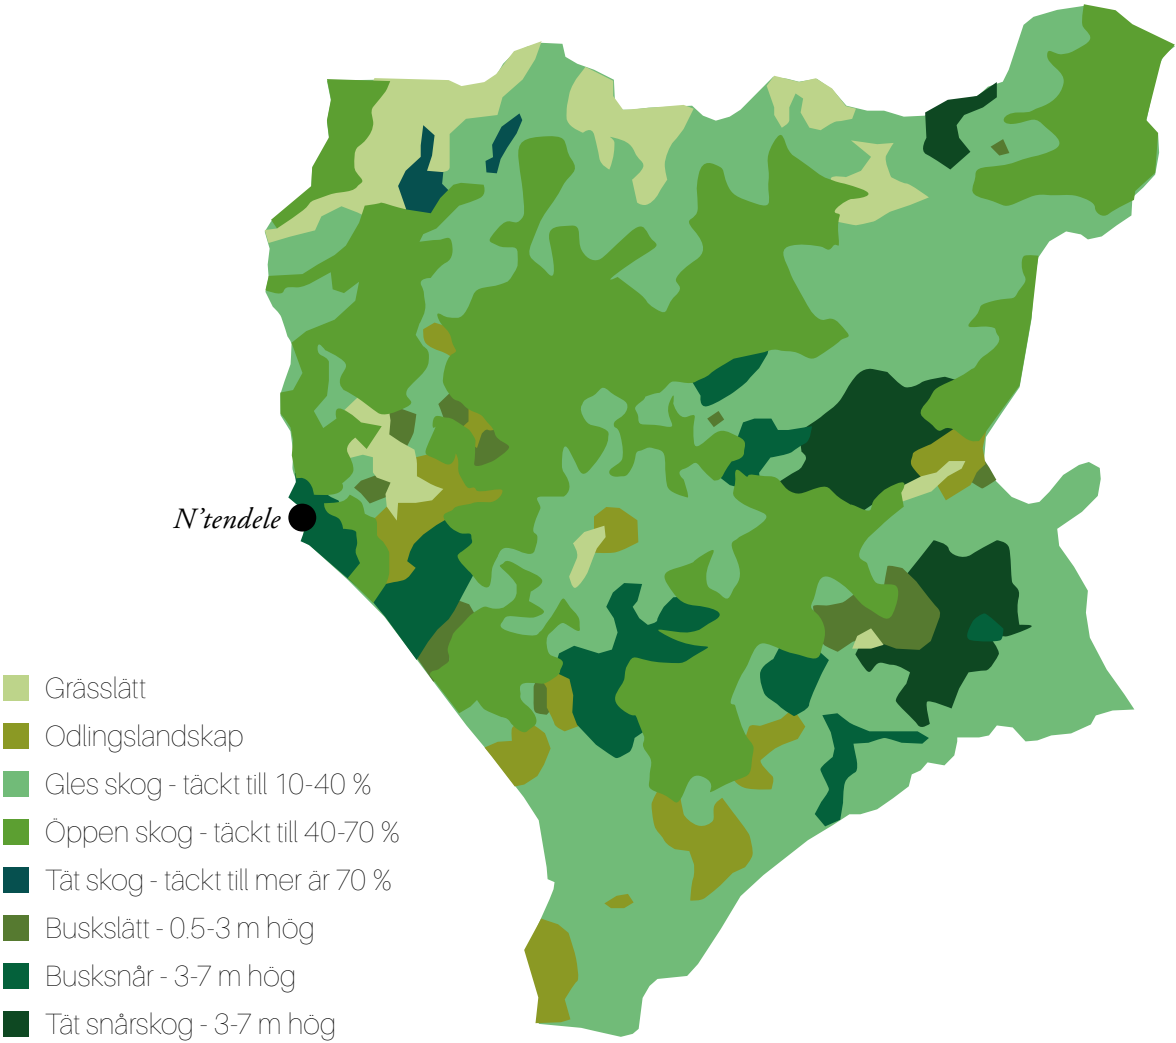 N’tendele
Grässlätt
Odlingslandskap
Gles skog - täckt till 10-40 %
Öppen skog - täckt till 40-70 %
Tät skog - täckt till mer är 70 %
Buskslätt - 0.5-3 m hög
Busksnår - 3-7 m hög
Tät snårskog - 3-7 m hög